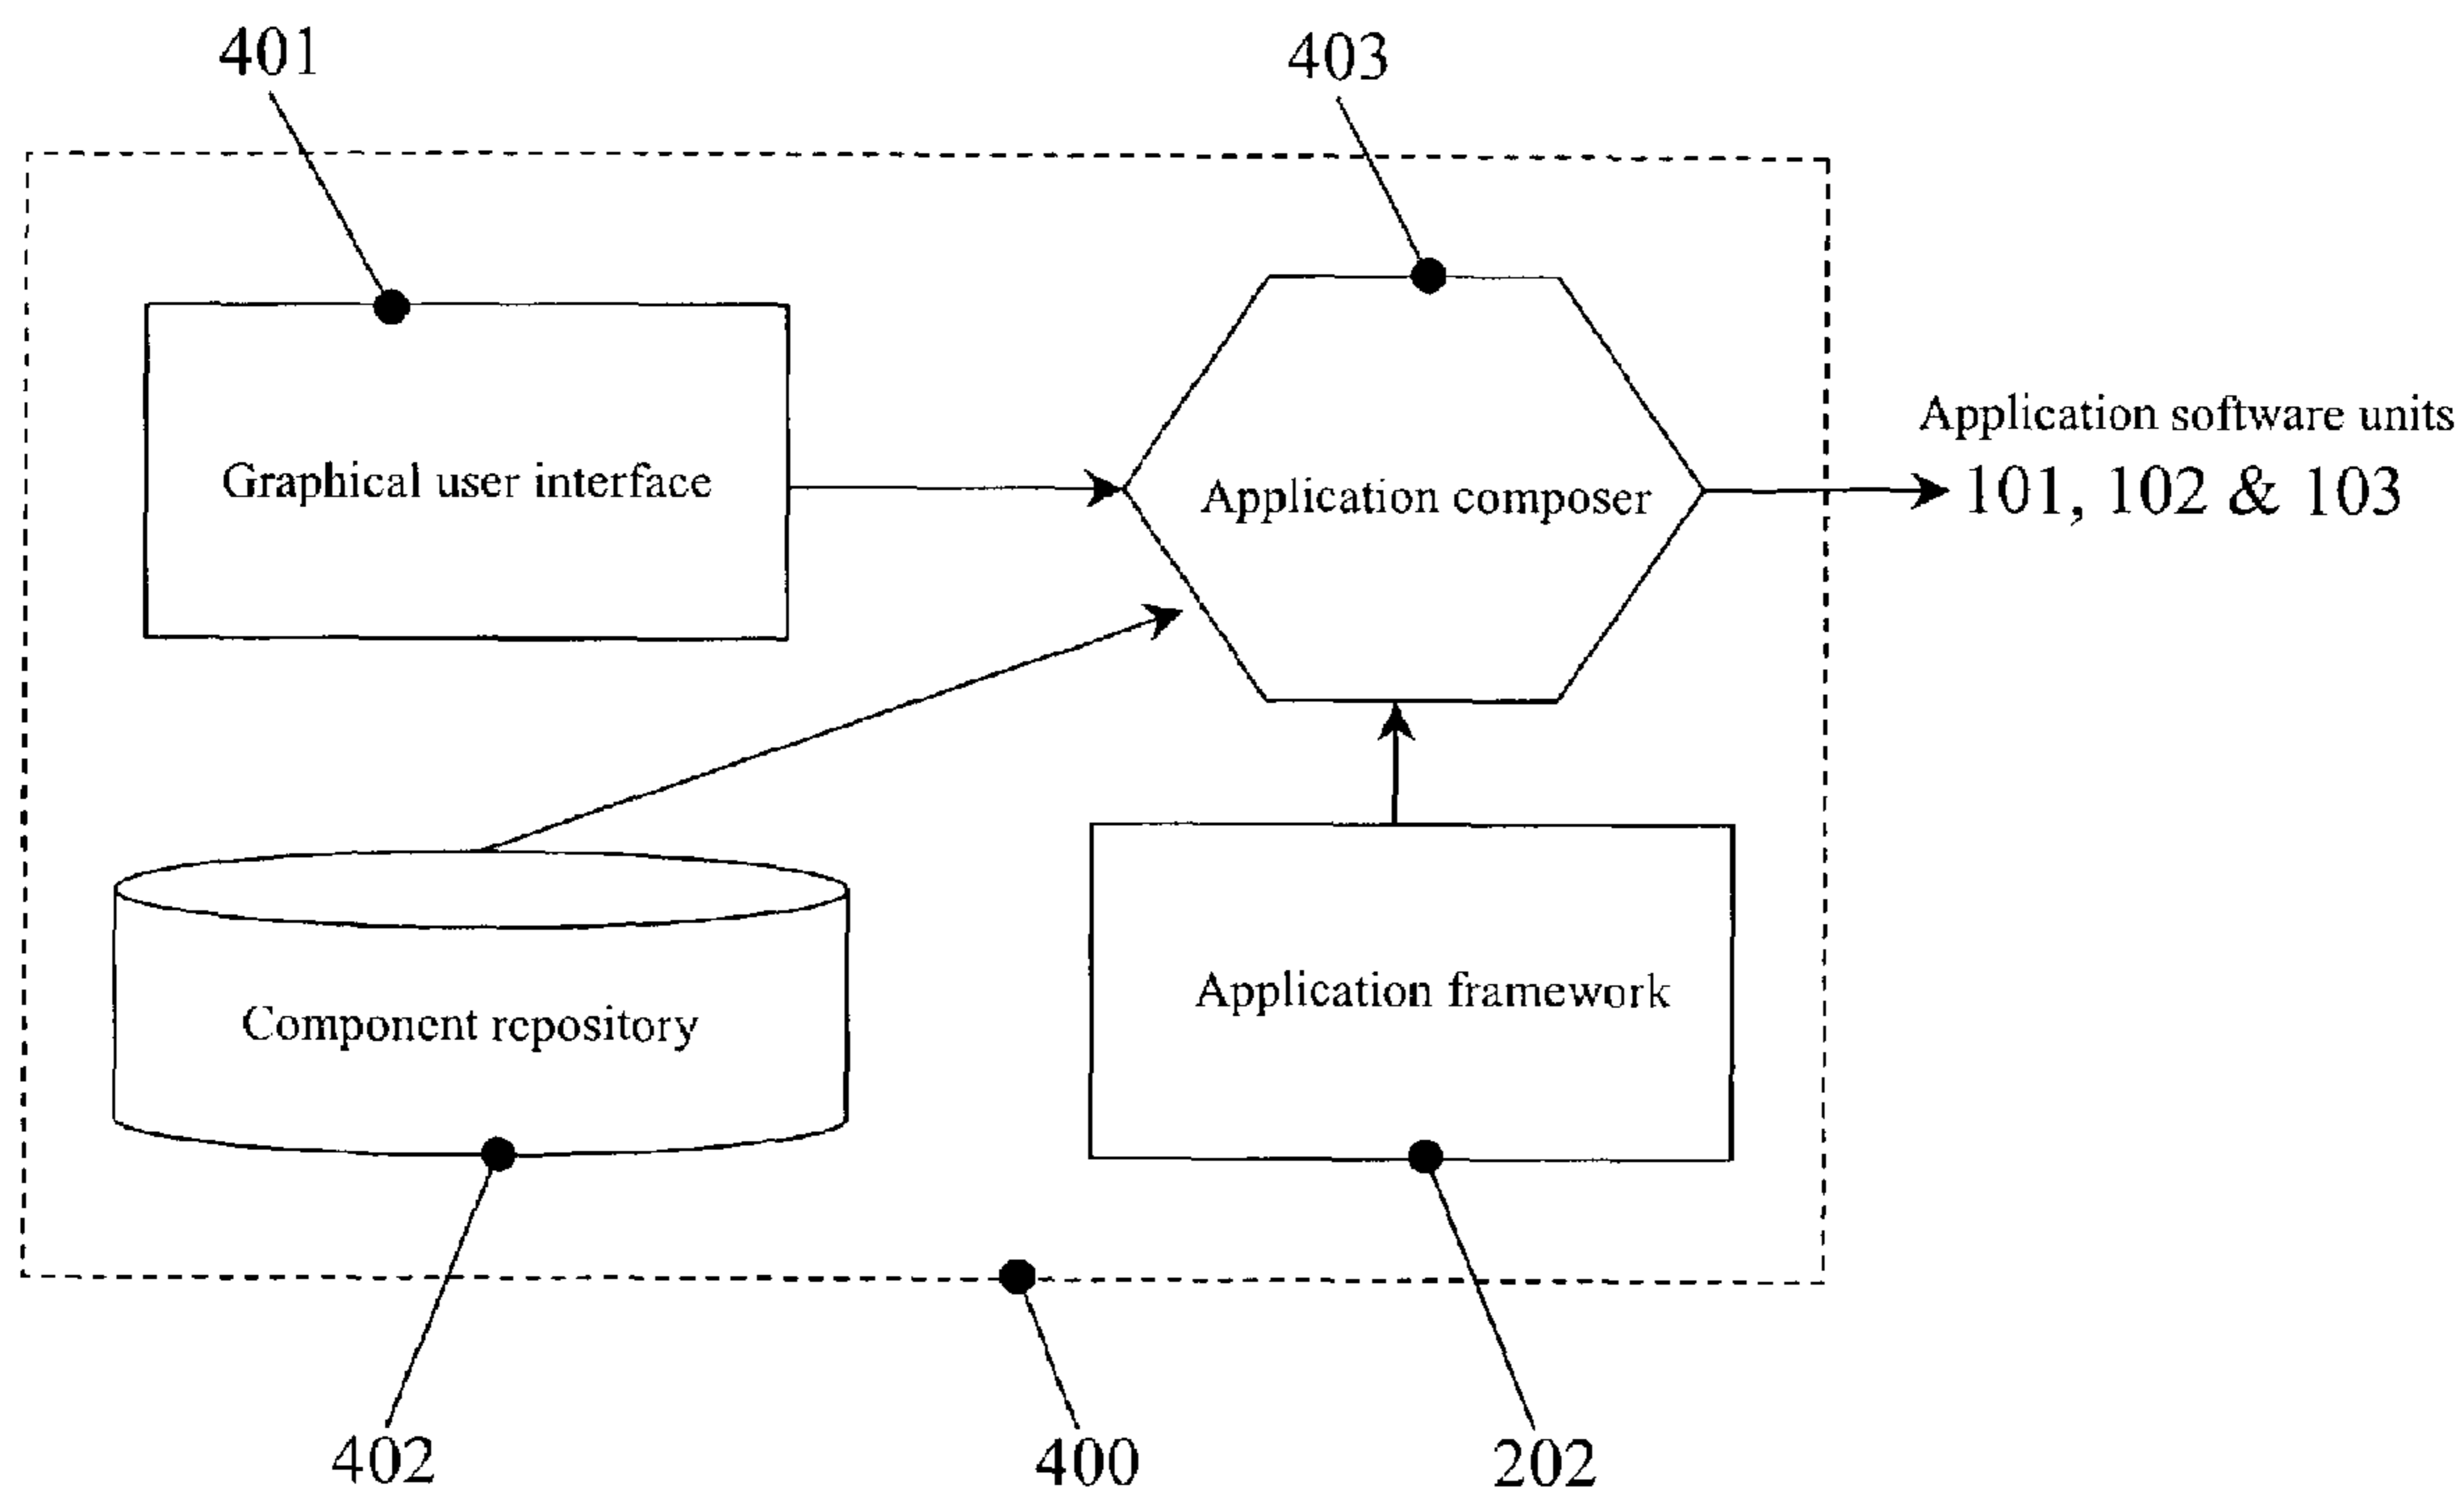 401
403
Application software units
101, 102 & 103
Graphical user interface
Application composer
Component repository
Application framework
402
400
202